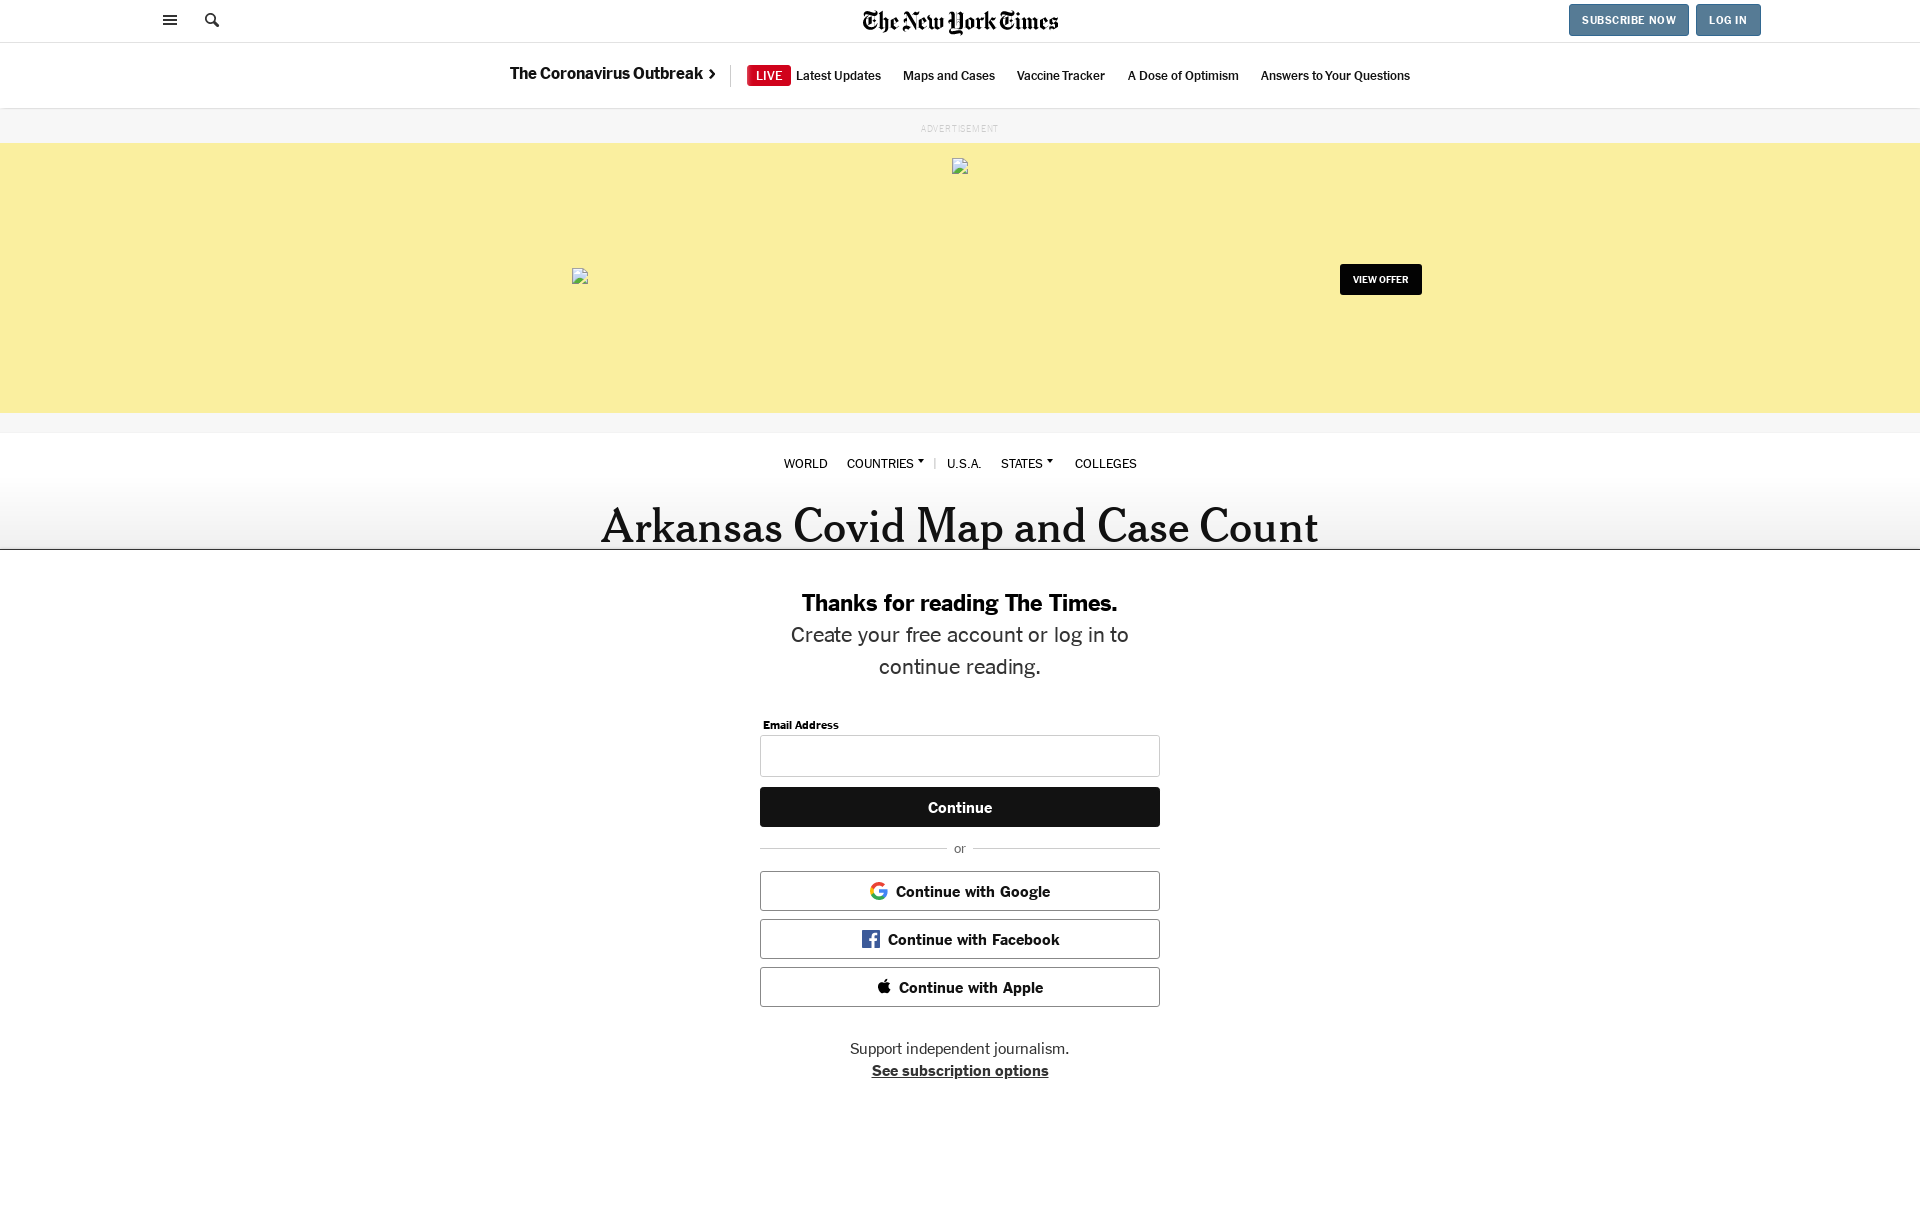 The New York Times
SUBSCRIBE NOW
LOG IN
The Coronavirus Outbreak
LIVE Latest Updates
Maps and Cases
Vaccine Tracker
A Dose of Optimism
Answers to Your Questions
ADVERTISEMENT
VIEW OFFER
WORLD
COUNTRIES
U.S.A.
STATES
COLLEGES
Arkansas Covid Map and Case Count
Thanks for reading The Times.
Create your free account or log in to
continue reading.
Email Address
Continue
or
Continue with Google
Continue with Facebook
Continue with Apple
Support independent journalism.
See subscription options